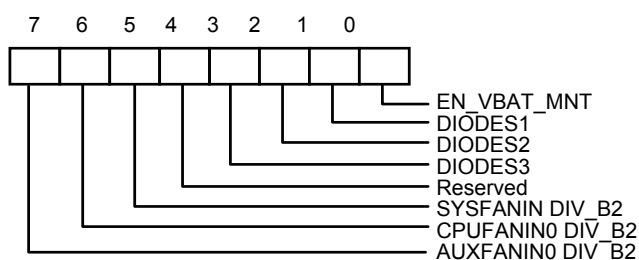 7 6 5 4 3 2 1 0
EN_VBAT_MNT
DIODES1
DIODES2
DIODES3
Reserved
SYSFANIN DIV_B2
CPUFANIN0 DIV_B2
AUXFANIN0 DIV_B2